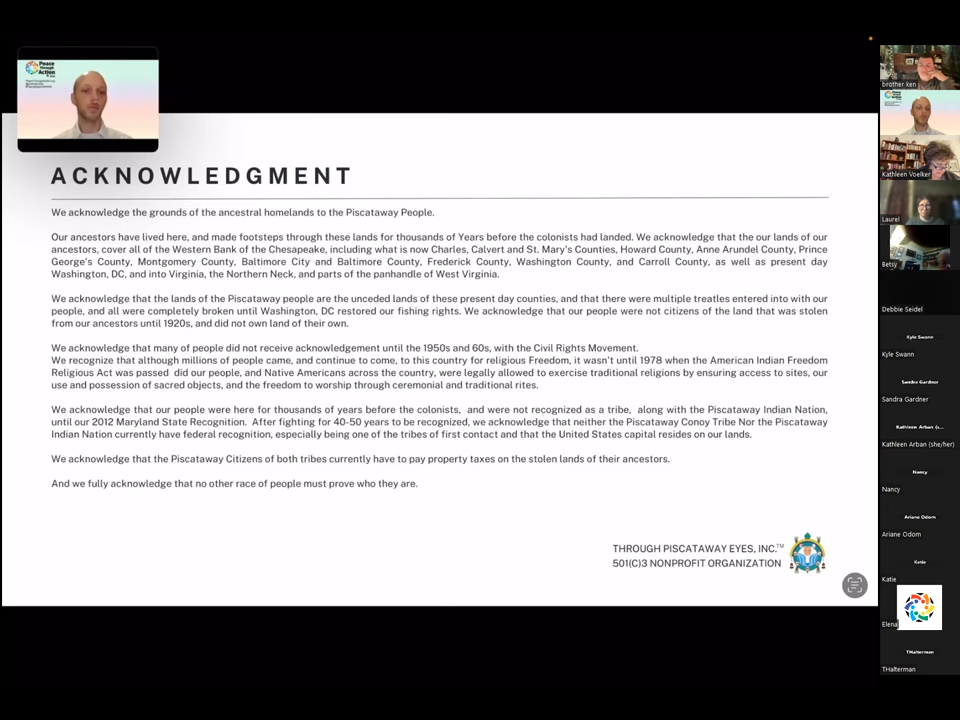 Peace
Through
Action
ACKNOWLEDGMENT
We acknowledge the grounds of the ancestral homelands to the Piscataway People.
Our ancestors have lived here, and made footsteps through these lands for thousands of Years before the colonists had landed. We acknowledge that the our lands of our
ancestors, cover all of the Western Bank of the Chesapeake, including what is now Charles, Calvert and St. Mary's Counties, Howard County, Anne Arundel County, Prince
George's County, Montgomery County, Baltimore City and Baltimore County, Frederick County, Washington County, and Carroll County, as well as present day
Washington, DC, and into Virginia, the Northern Neck, and parts of the panhandle of West Virginia.
We acknowledge that the lands of the Piscataway people are the unceded lands of these present day counties, and that there were multiple treatles entered into with our
people, and all were completely broken until Washington, DC restored our fishing rights. We acknowledge that our people were not citizens of the land that was stolen
from our ancestors until 1920s, and did not own land of their own.
We acknowledge that many of people did not receive acknowledgement until the 1950s and 60s, with the Civil Rights Movement.
We recognize that although millions of people came, and continue to come, to this country for religious Freedom, it wasn't until 1978 when the American Indian Freedom
Religious Act was passed did our people, and Native Americans across the country, were legally allowed to exercise traditional religions by ensuring access to sites, our
use and possession of sacred objects, and the freedom to worship through ceremonial and traditional rites.
We acknowledge that our people were here for thousands of years before the colonists, and were not recognized as a tribe, along with the Piscataway Indian Nation,
until our 2012 Maryland State Recognition. After fighting for 40-50 years to be recognized, we acknowledge that neither the Piscataway Conoy Tribe Nor the Piscataway
Indian Nation currently have federal recognition, especially being one of the tribes of first contact and that the United States capital resides on our lands.
We acknowledge that the Piscataway Citizens of both tribes currently have to pay property taxes on the stolen lands of their ancestors.
And we fully acknowledge that no other race of people must prove who they are.
THROUGH PISCATAWAY EYES, INC.™
501(C)3 NONPROFIT ORGANIZATION
brother ken
Kathleen Voelker
Laurel
Betsy
Debbie Seidel
Kyle Swann
Kyle Swann
Sandra Gardner
Sandra Gardner
Kathleen Arban (s...
Kathleen Arban (she/her)
Nancy
Nancy
Ariane Odom
Ariane Odom
Katie
Katie
Elena
THalterman
THalterman